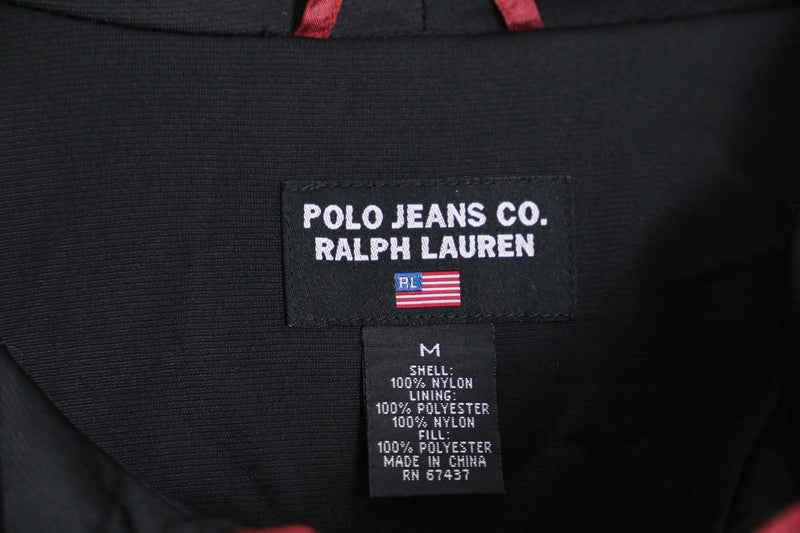 POLO JEANS CO.
RALPH LAUREN
RL
M
SHELL:
100% NYLON
LINING:
100% POLYESTER
100% NYLON
FILL:
100% POLYESTER
MADE IN CHINA
RN 67437